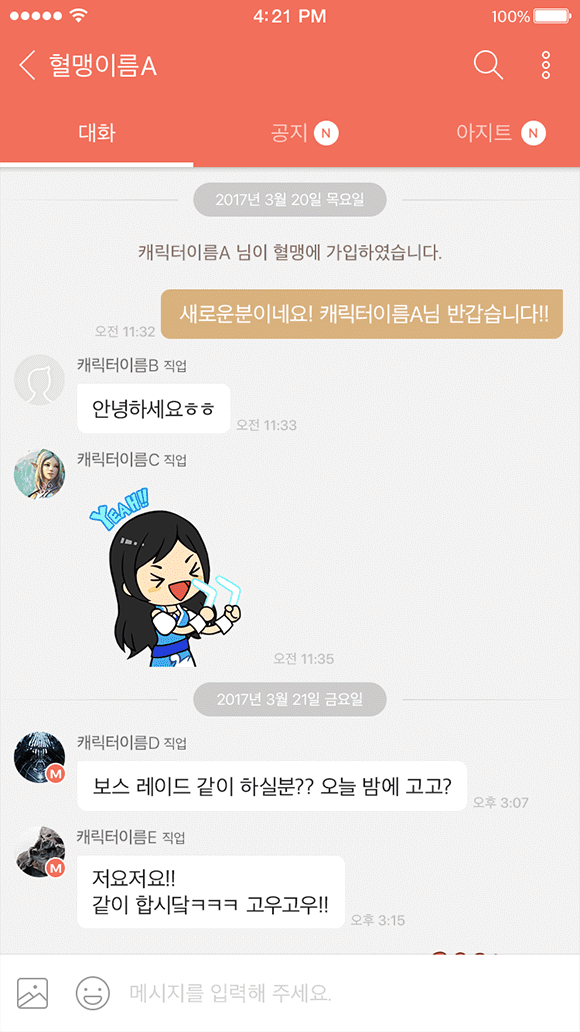 4:21 PM
100%
혈맹이름A
대화
공지 N
아지트 N
2017년 3월 20일 목요일
캐릭터이름A 님이 혈맹에 가입하였습니다.
새로운분이네요! 캐릭터이름A님 반갑습니다!!
오전 11:32
캐릭터이름B 직업
안녕하세요ㅎㅎ
오전 11:33
캐릭터이름C 직업
YEAH!!
오전 11:35
2017년 3월 21일 금요일
캐릭터이름D 직업
M
보스 레이드 같이 하실분?? 오늘 밤에 고고?
오후 3:07
캐릭터이름E 직업
M
저요저요!!
같이 합시닼ㅋㅋㅋ 고우고우!!
오후 3:15
메시지를 입력해 주세요.